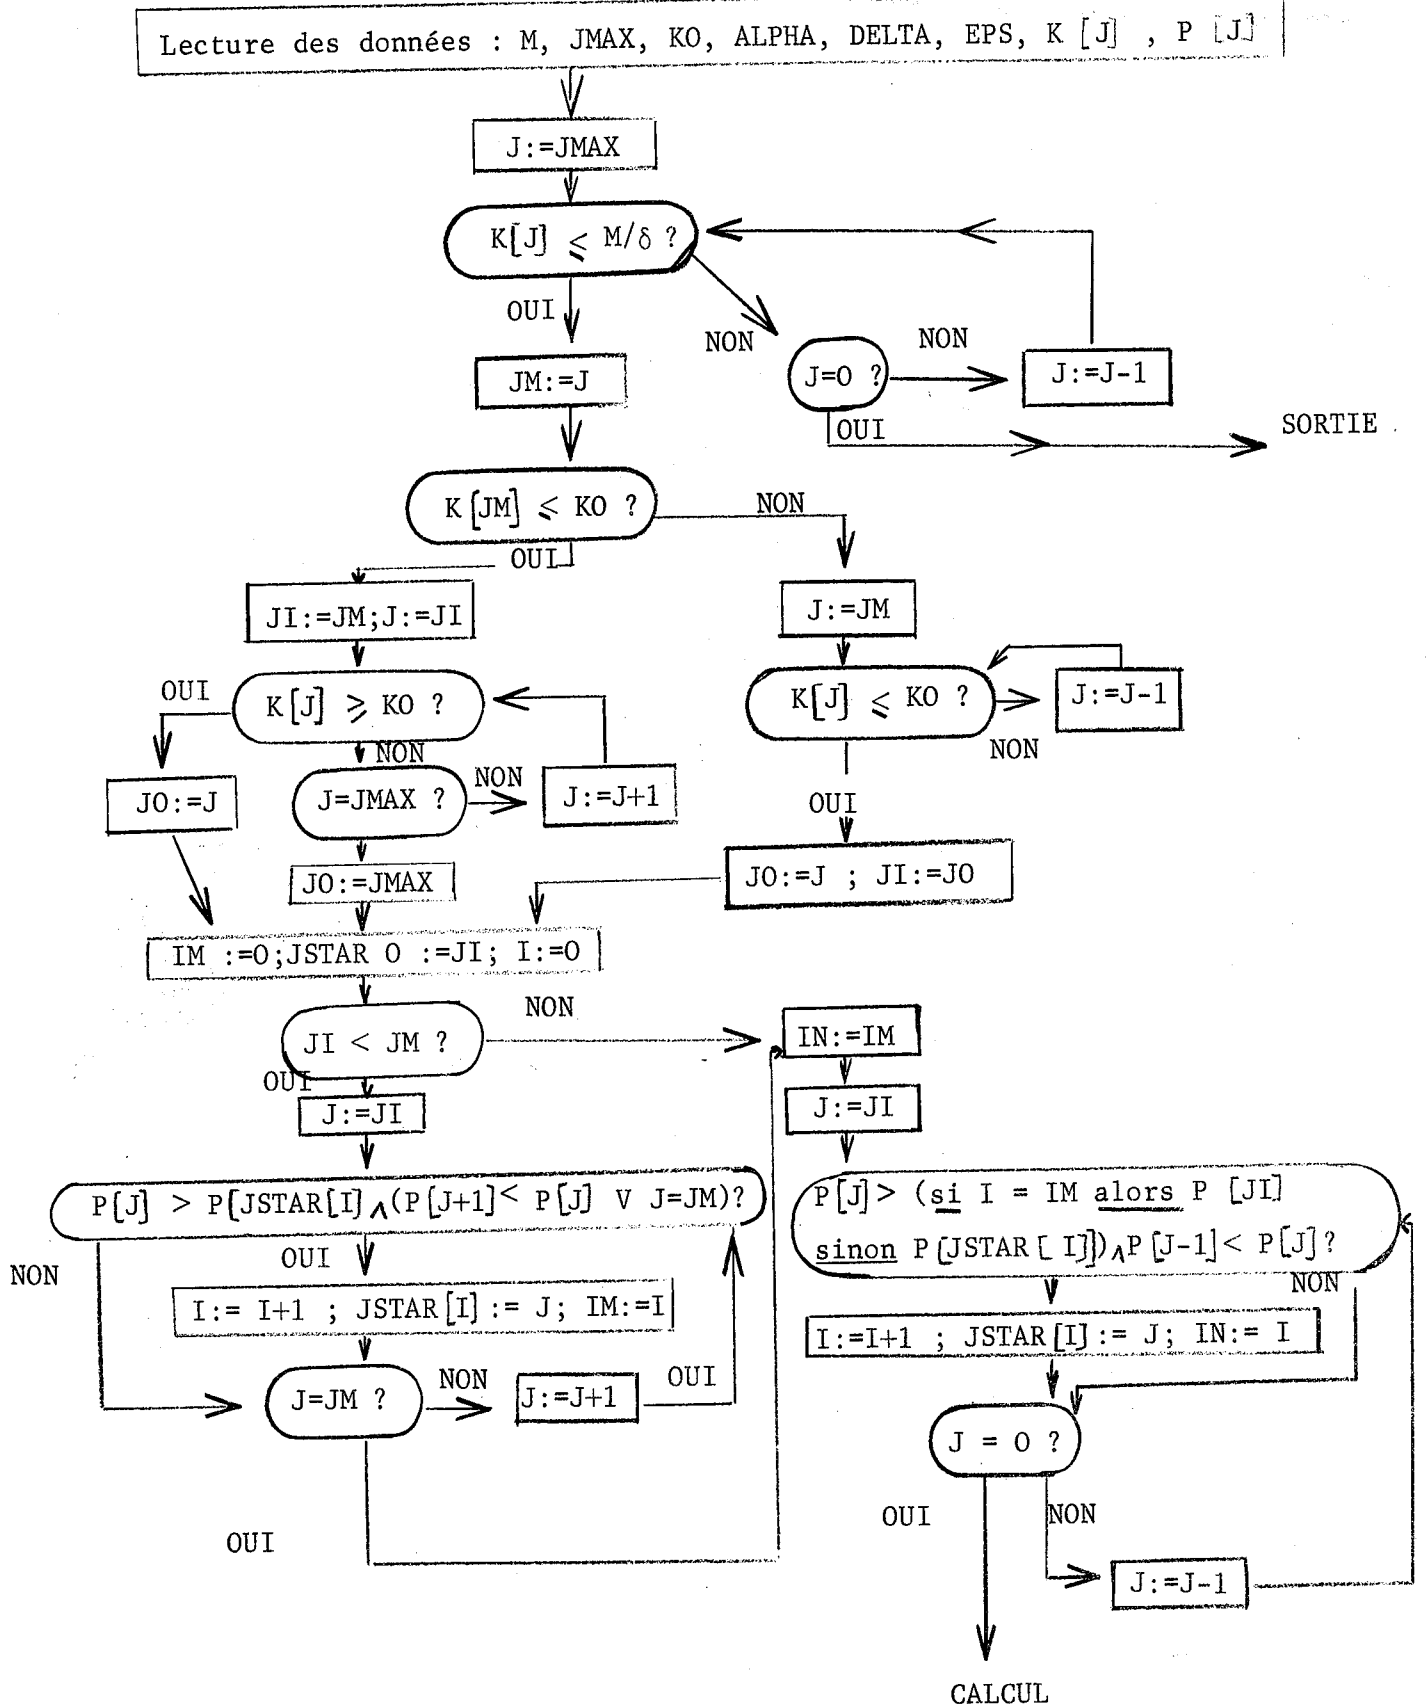 Lecture des données : M, JMAX, KO, ALPHA, DELTA, EPS, K [J] , P [J]
J:=JMAX
K[J] ≤ M/δ ?
OUI
NON
J=O ?
NON
J:=J-1
JM:=J
OUI
SORTIE
K[JM] ≤ KO ?
NON
OUI
JI:=JM;J:=JI
J:=JM
OUI
K[J] ≥ KO ?
K[J] ≤ KO ?
J:=J-1
NON
NON
JO:=J
J=JMAX ?
NON
J:=J+1
OUI
JO:=JMAX
JO:=J ; JI:=JO
IM :=O;JSTAR O :=JI; I:=O
JI < JM ?
NON
IN:=IM
OUI
J:=JI
J:=JI
P[J] > P[JSTAR[I] ∧(P[J+1]< P[J] V J=JM)?
P[J]> (si I = IM alors P [JI]
sinon P[JSTAR[ I]])∧P[J-1]< P[J]?
NON
OUI
NON
I:= I+1 ; JSTAR[I]:= J; IM:=I
I:=I+1 ; JSTAR[I]:= J; IN:= I
J=JM ?
NON
J:=J+1
OUI
J = O ?
OUI
OUI
NON
J:=J-1
CALCUL